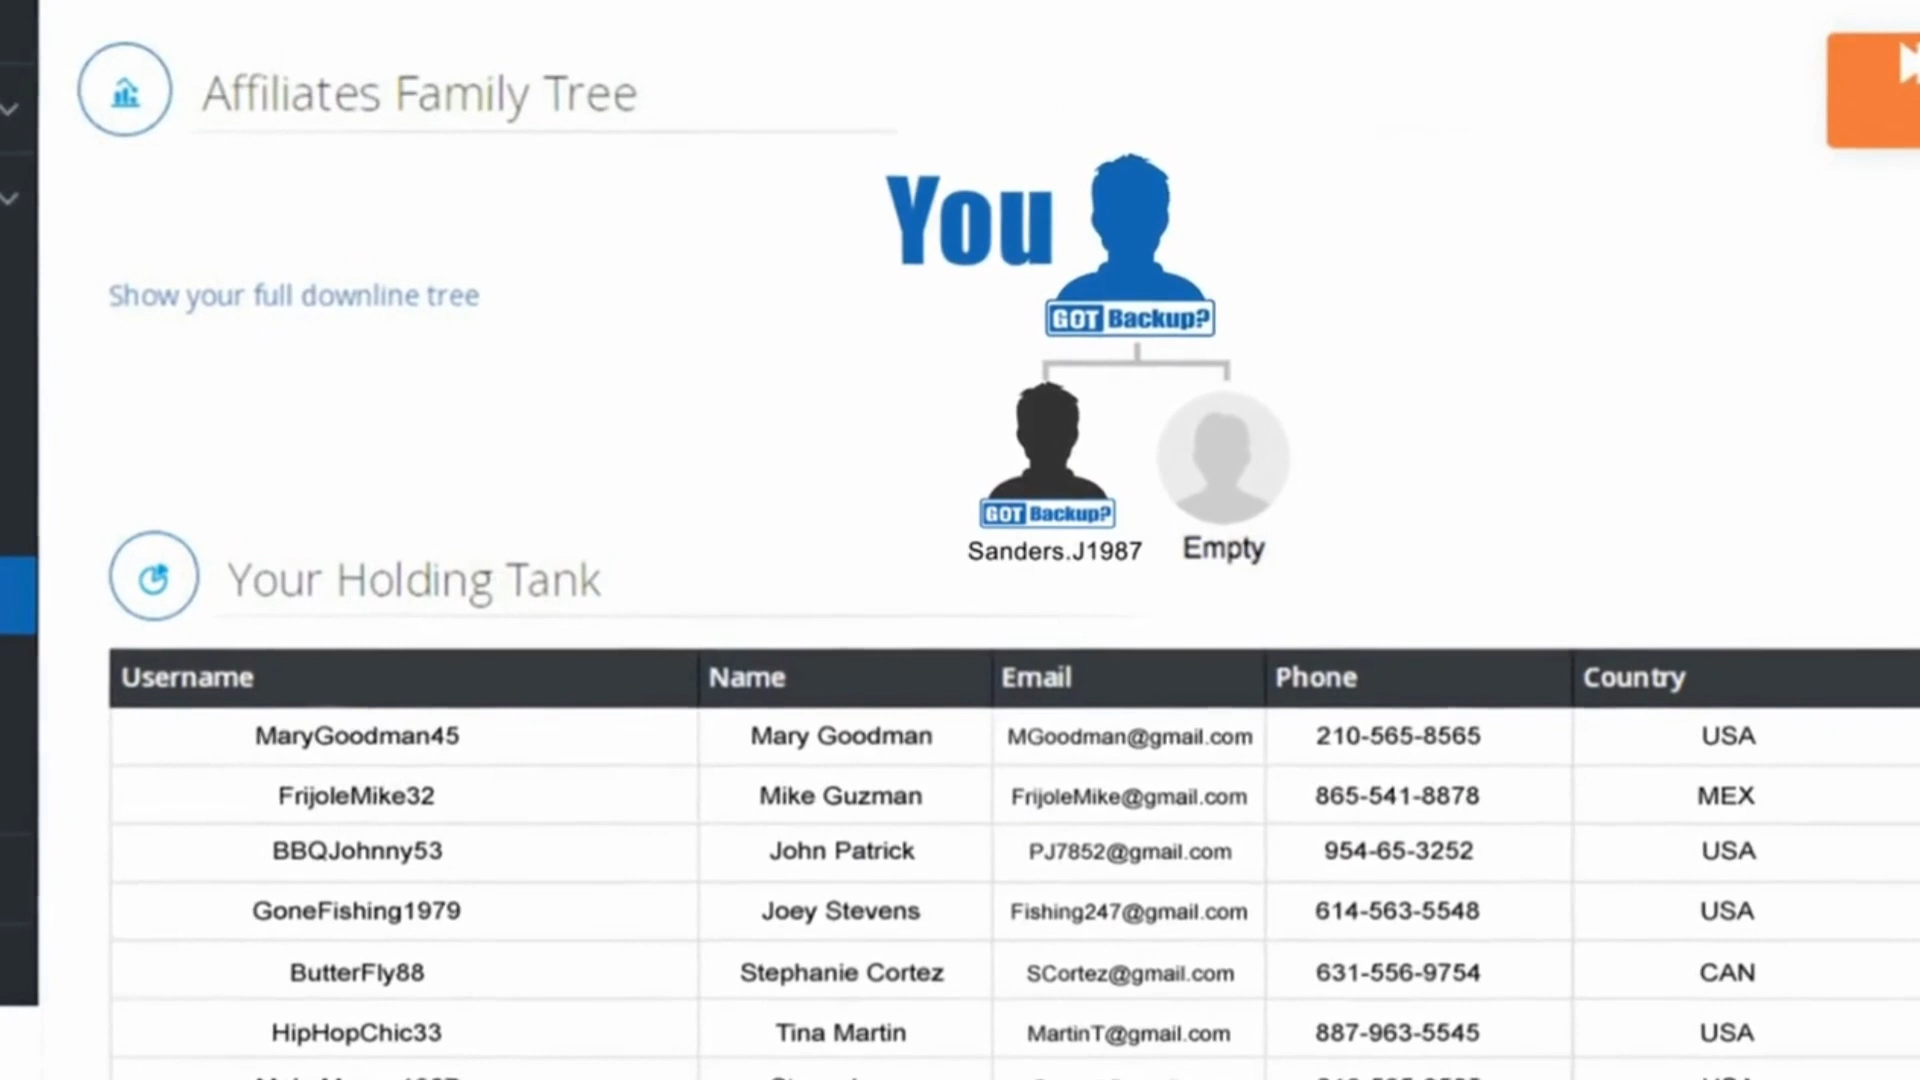 Affiliates Family Tree
You
Show your full downline tree
GOT Backup?
GOT Backup?
Sanders.J1987 Empty
Your Holding Tank
Username Name Email Phone Country
MaryGoodman45 Mary Goodman MGoodman@gmail.com 210-565-8565 USA
FrijoleMike32 Mike Guzman FrijoleMike@gmail.com 865-541-8878 MEX
BBQJohnny53 John Patrick PJ7852@gmail.com 954-65-3252 USA
GoneFishing1979 Joey Stevens Fishing247@gmail.com 614-563-5548 USA
ButterFly88 Stephanie Cortez SCortez@gmail.com 631-556-9754 CAN
HipHopChic33 Tina Martin MartinT@gmail.com 887-963-5545 USA